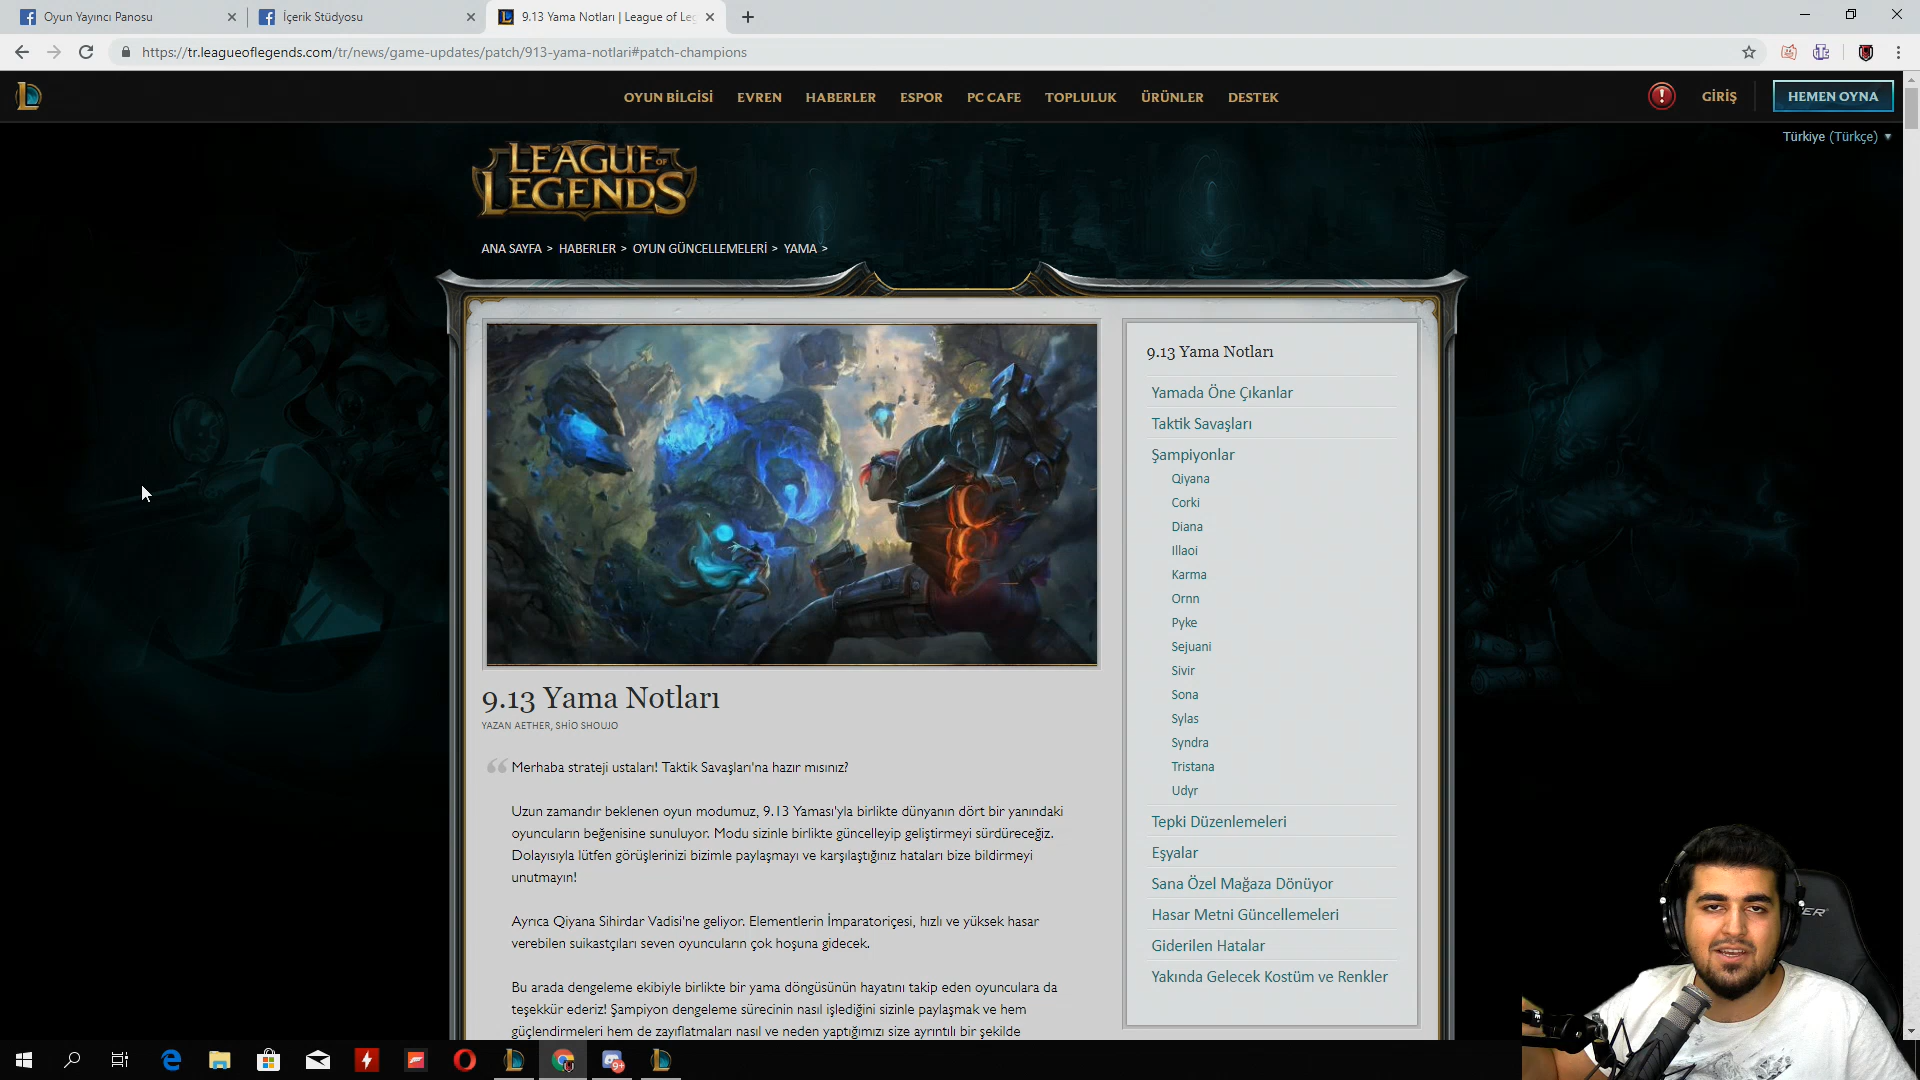 Oyun Yayıncı Panosu
İçerik Stüdyosu
9.13 Yama Notları | League of Leg
https://tr.leagueoflegends.com/tr/news/game-updates/patch/913-yama-notlari#patch-champions
OYUN BİLGİSİ EVREN HABERLER ESPOR PC CAFE TOPLULUK ÜRÜNLER DESTEK
GİRİŞ
HEMEN OYNA
Türkiye (Türkçe)
LEAGUE OF LEGENDS
ANA SAYFA > HABERLER > OYUN GÜNCELLEMELERİ > YAMA >
9.13 Yama Notları
YAZAN AETHER, SHİO SHOUJO
Merhaba strateji ustaları! Taktik Savaşları'na hazır mısınız?
Uzun zamandır beklenen oyun modumuz, 9.13 Yaması'yla birlikte dünyanın dört bir yanındaki
oyuncuların beğenisine sunuluyor. Modu sizinle birlikte güncelleyip geliştirmeyi sürdüreceğiz.
Dolayısıyla lütfen görüşlerinizi bizimle paylaşmayı ve karşılaştığınız hataları bize bildirmeyi
unutmayın!
Ayrıca Qiyana Sihirdar Vadisi'ne geliyor. Elementlerin İmparatoriçesi, hızlı ve yüksek hasar
verebilen suikastçıları seven oyuncuların çok hoşuna gidecek.
Bu arada dengeleme ekibiyle birlikte bir yama döngüsünün hayatını takip eden oyunculara da
teşekkür ederiz! Şampiyon dengeleme sürecinin nasıl işlediğini sizinle paylaşmak ve hem
güçlendirmeleri hem de zayıflatmaları nasıl ve neden yaptığımızı size ayrıntılı bir şekilde
9.13 Yama Notları
Yamada Öne Çıkanlar
Taktik Savaşları
Şampiyonlar
Qiyana
Corki
Diana
Illaoi
Karma
Ornn
Pyke
Sejuani
Sivir
Sona
Sylas
Syndra
Tristana
Udyr
Tepki Düzenlemeleri
Eşyalar
Sana Özel Mağaza Dönüyor
Hasar Metni Güncellemeleri
Giderilen Hatalar
Yakında Gelecek Kostüm ve Renkler
9+